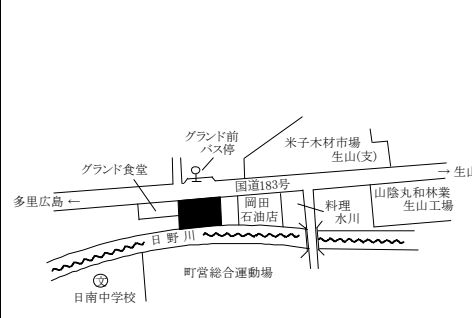 グランド前
バス停
米子木材市場
生山(支)
グランド食堂
→ 生山
国道183号
多里広島 ←
岡田
石油店
料理
水川
山陰丸和林業
生山工場
日野川
町営総合運動場
文
日南中学校